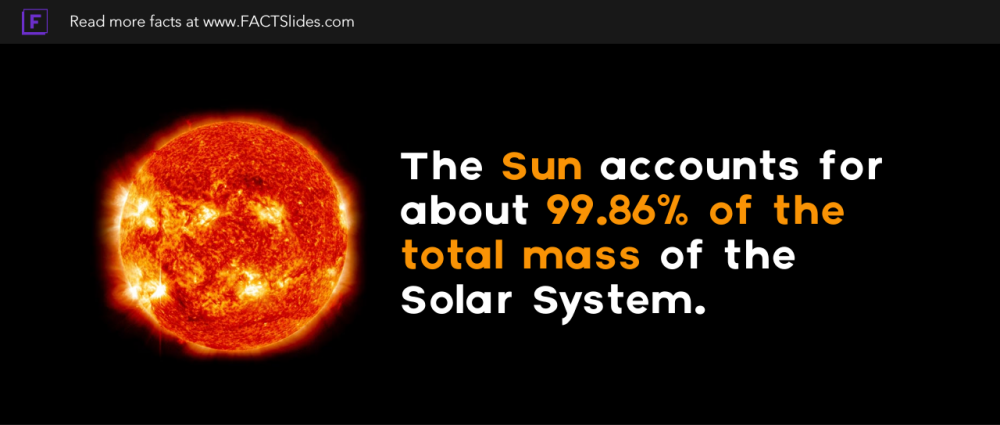 F
Read more facts at www.FACTSlides.com
The Sun accounts for
about 99.86% of the
total mass of the
Solar System.